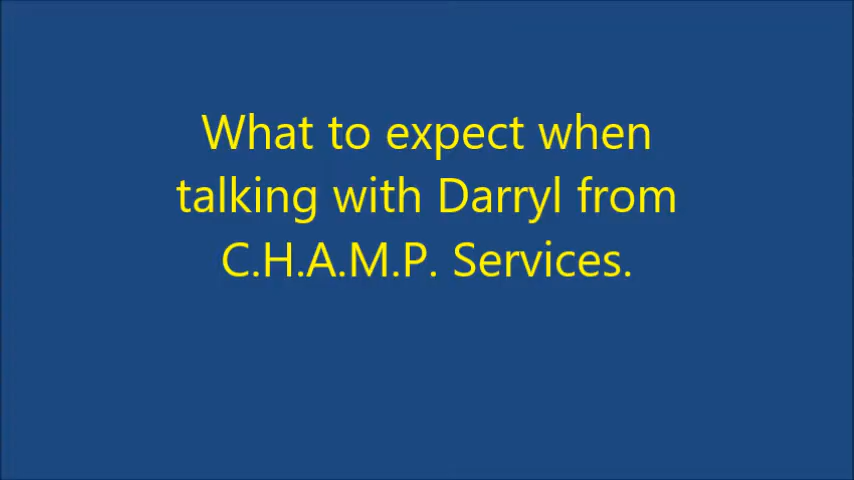 What to expect when
talking with Darryl from
C.H.A.M.P. Services.